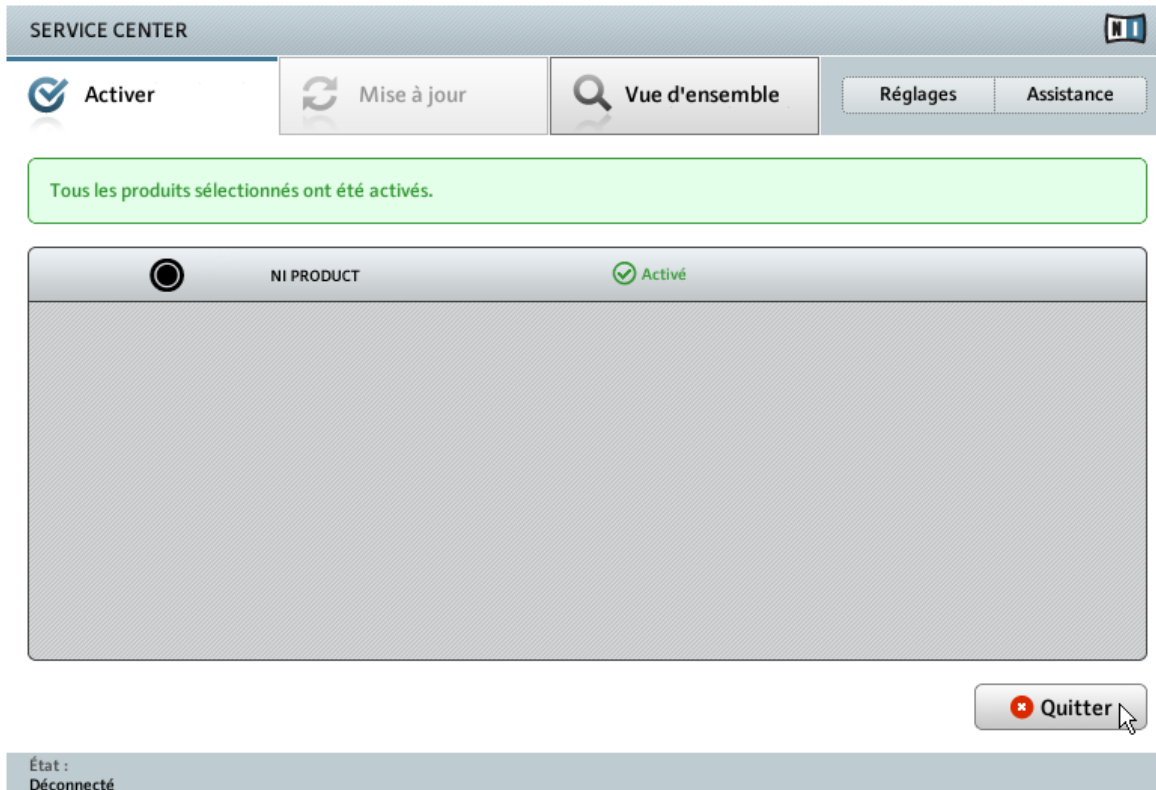 SERVICE CENTER
NI
Activer
Mise à jour
Vue d'ensemble
Réglages
Assistance
Tous les produits sélectionnés ont été activés.
NI PRODUCT
Activé
Quitter
État :
Déconnecté